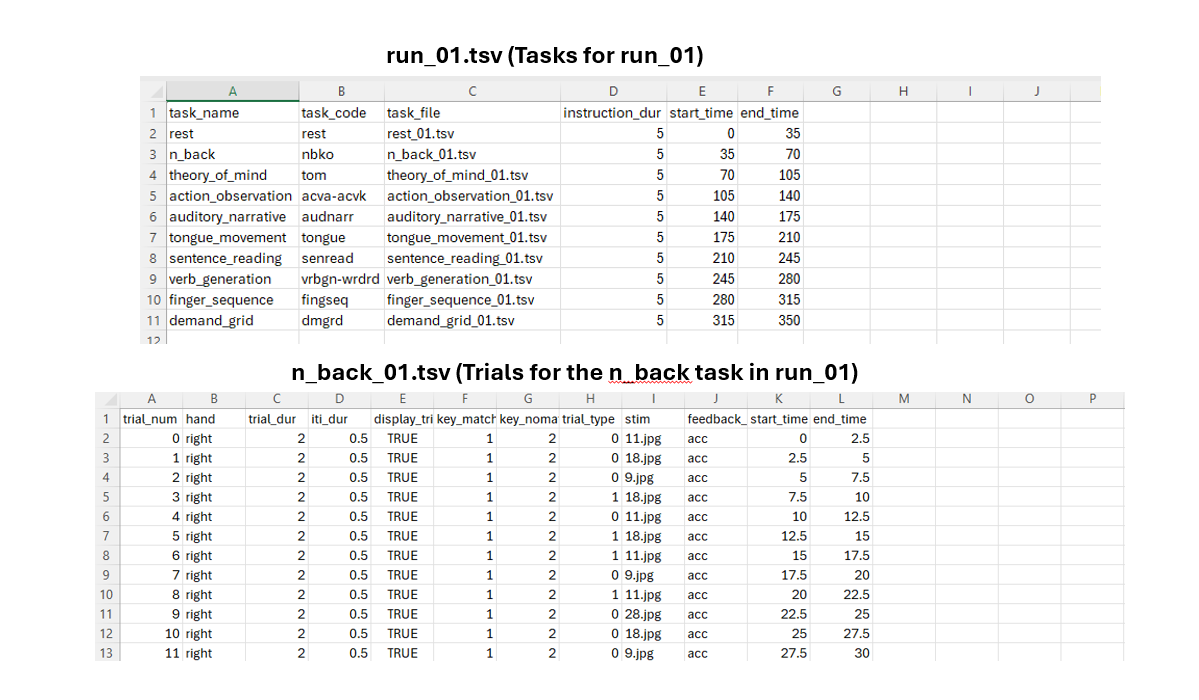 run_01.tsv (Tasks for run_01)
A B C D E F G H I J
1 task_name task_code task_file instruction_dur start_time end_time
2 rest rest rest_01.tsv 5 0 35
3 n_back nbko n_back_01.tsv 5 35 70
4 theory_of_mind tom theory_of_mind_01.tsv 5 70 105
5 action_observation acva-acvk action_observation_01.tsv 5 105 140
6 auditory_narrative audnarr auditory_narrative_01.tsv 5 140 175
7 tongue_movement tongue tongue_movement_01.tsv 5 175 210
8 sentence_reading senread sentence_reading_01.tsv 5 210 245
9 verb_generation vrbgn-wrdrd verb_generation_01.tsv 5 245 280
10 finger_sequence fingseq finger_sequence_01.tsv 5 280 315
11 demand_grid dmgrd demand_grid_01.tsv 5 315 350
12
n_back_01.tsv (Trials for the n_back task in run_01)
A B C D E F G H I J K L M N O P
1 trial_num hand trial_dur iti_dur display_tri key_match key_noma trial_type stim feedback_ start_time end_time
2 0 right 2 0.5 TRUE 1 2 0 11.jpg acc 0 2.5
3 1 right 2 0.5 TRUE 1 2 0 18.jpg acc 2.5 5
4 2 right 2 0.5 TRUE 1 2 0 9.jpg acc 5 7.5
5 3 right 2 0.5 TRUE 1 2 1 18.jpg acc 7.5 10
6 4 right 2 0.5 TRUE 1 2 0 11.jpg acc 10 12.5
7 5 right 2 0.5 TRUE 1 2 1 18.jpg acc 12.5 15
8 6 right 2 0.5 TRUE 1 2 1 11.jpg acc 15 17.5
9 7 right 2 0.5 TRUE 1 2 0 9.jpg acc 17.5 20
10 8 right 2 0.5 TRUE 1 2 1 11.jpg acc 20 22.5
11 9 right 2 0.5 TRUE 1 2 0 28.jpg acc 22.5 25
12 10 right 2 0.5 TRUE 1 2 0 18.jpg acc 25 27.5
13 11 right 2 0.5 TRUE 1 2 0 9.jpg acc 27.5 30